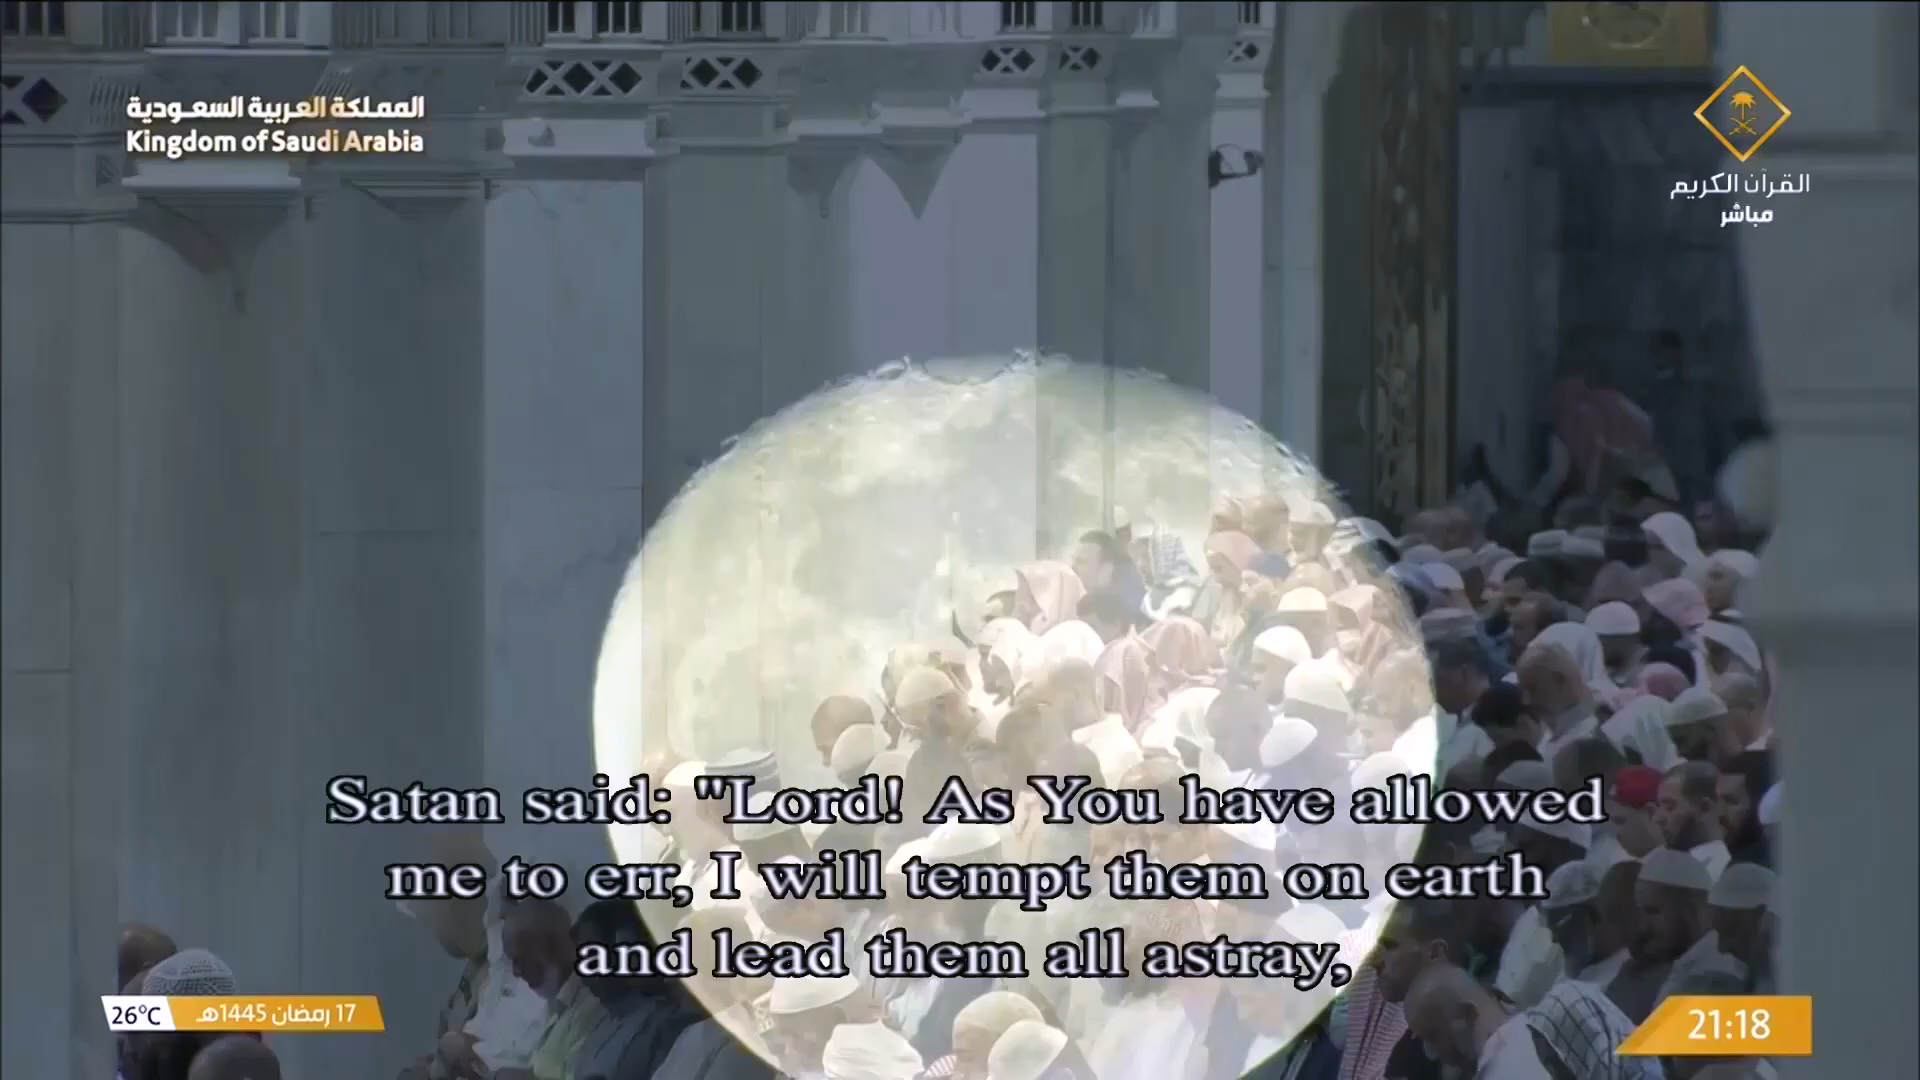 المملكة العربية السعودية
Kingdom of Saudi Arabia
القرآن الكريم
مباشر
Satan said: "Lord! As You have allowed
me to err, I will tempt them on earth
and lead them all astray,
26°C
17 رمضان 1445هـ
21:18